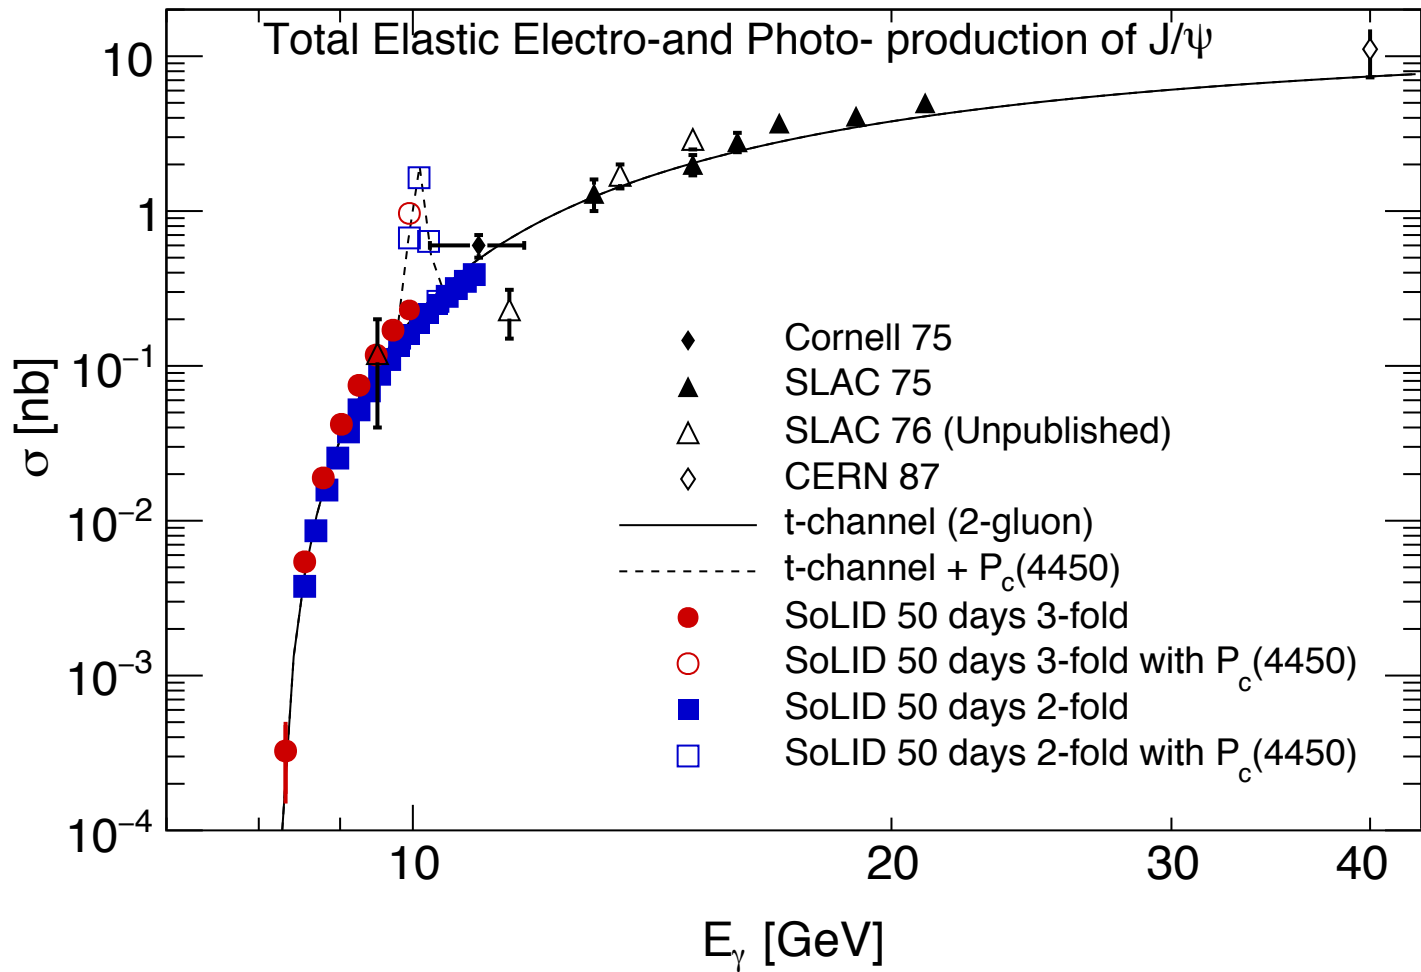 Total Elastic Electro-and Photo- production of J/ψ
10
1
10⁻¹
10⁻²
10⁻³
10⁻⁴
σ [nb]
Cornell 75
SLAC 75
SLAC 76 (Unpublished)
CERN 87
t-channel (2-gluon)
t-channel + P_c(4450)
SoLID 50 days 3-fold
SoLID 50 days 3-fold with P_c(4450)
SoLID 50 days 2-fold
SoLID 50 days 2-fold with P_c(4450)
10 20 30 40
E_γ [GeV]